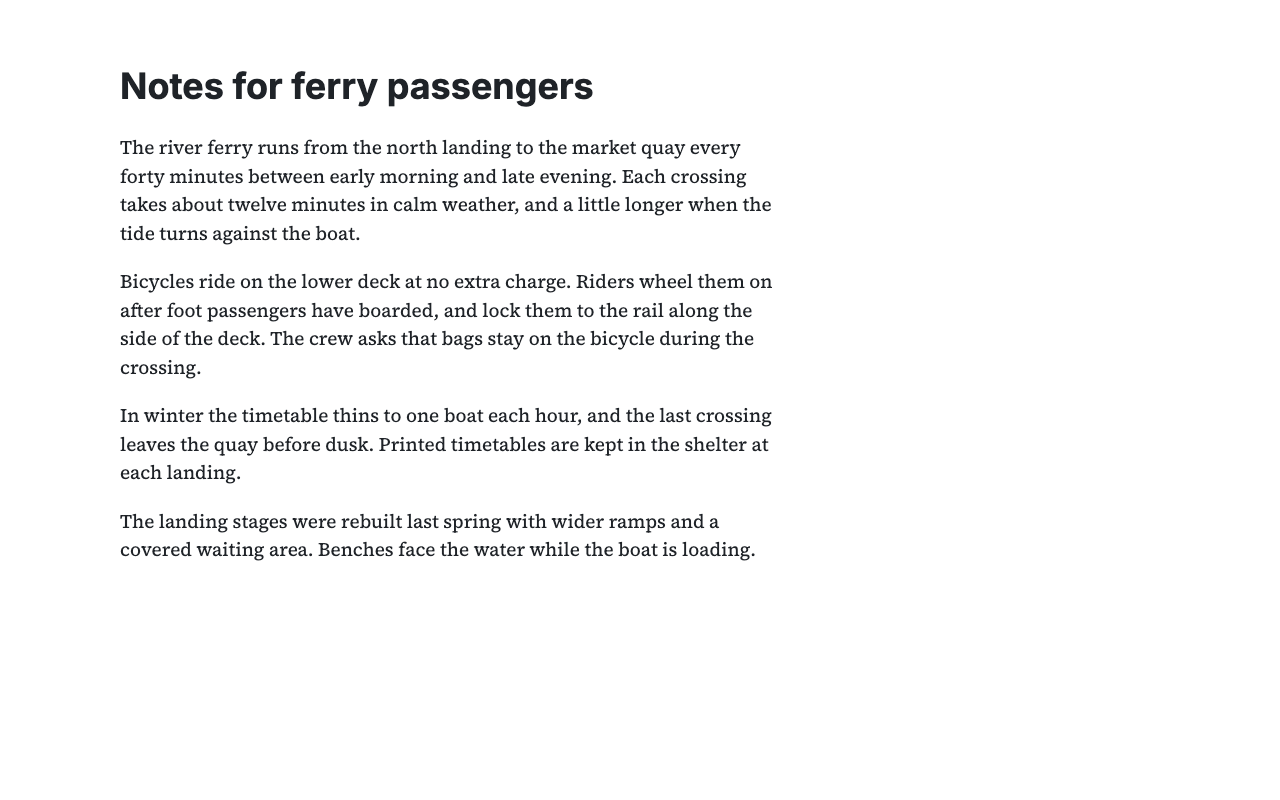 Notes for ferry passengers
The river ferry runs from the north landing to the market quay every
forty minutes between early morning and late evening. Each crossing
takes about twelve minutes in calm weather, and a little longer when the
tide turns against the boat.
Bicycles ride on the lower deck at no extra charge. Riders wheel them on
after foot passengers have boarded, and lock them to the rail along the
side of the deck. The crew asks that bags stay on the bicycle during the
crossing.
In winter the timetable thins to one boat each hour, and the last crossing
leaves the quay before dusk. Printed timetables are kept in the shelter at
each landing.
The landing stages were rebuilt last spring with wider ramps and a
covered waiting area. Benches face the water while the boat is loading.